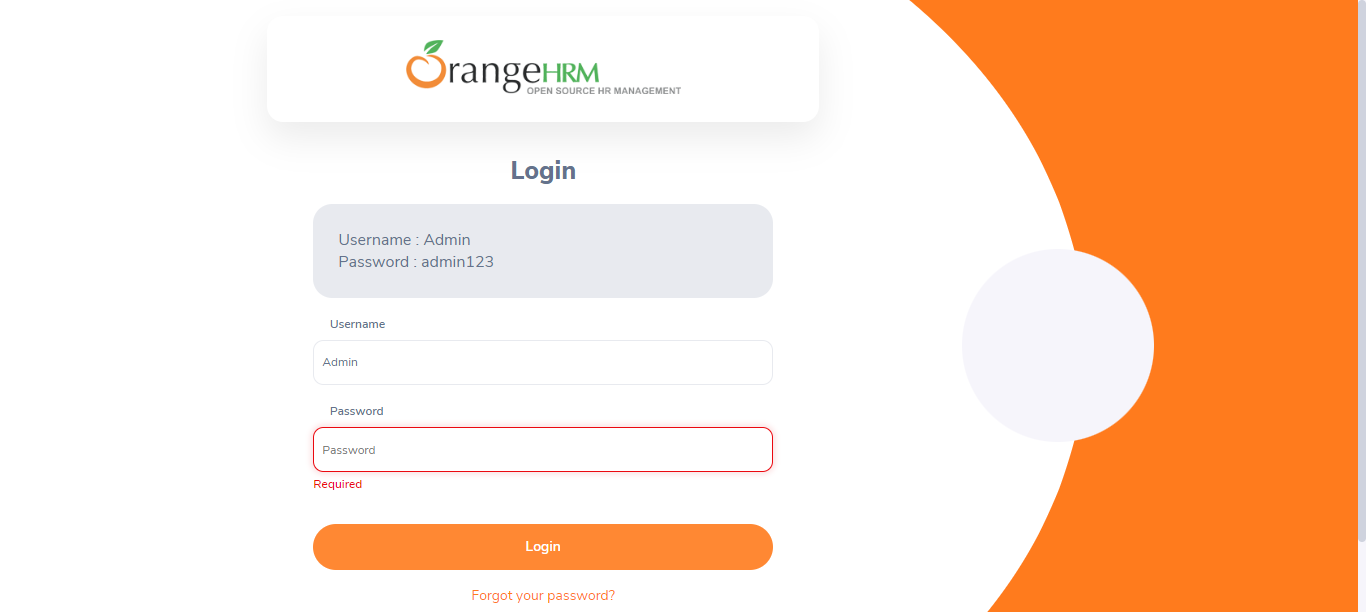 OrangeHRM
OPEN SOURCE HR MANAGEMENT
Login
Username : Admin
Password : admin123
Username
Admin
Password
Password
Required
Login
Forgot your password?